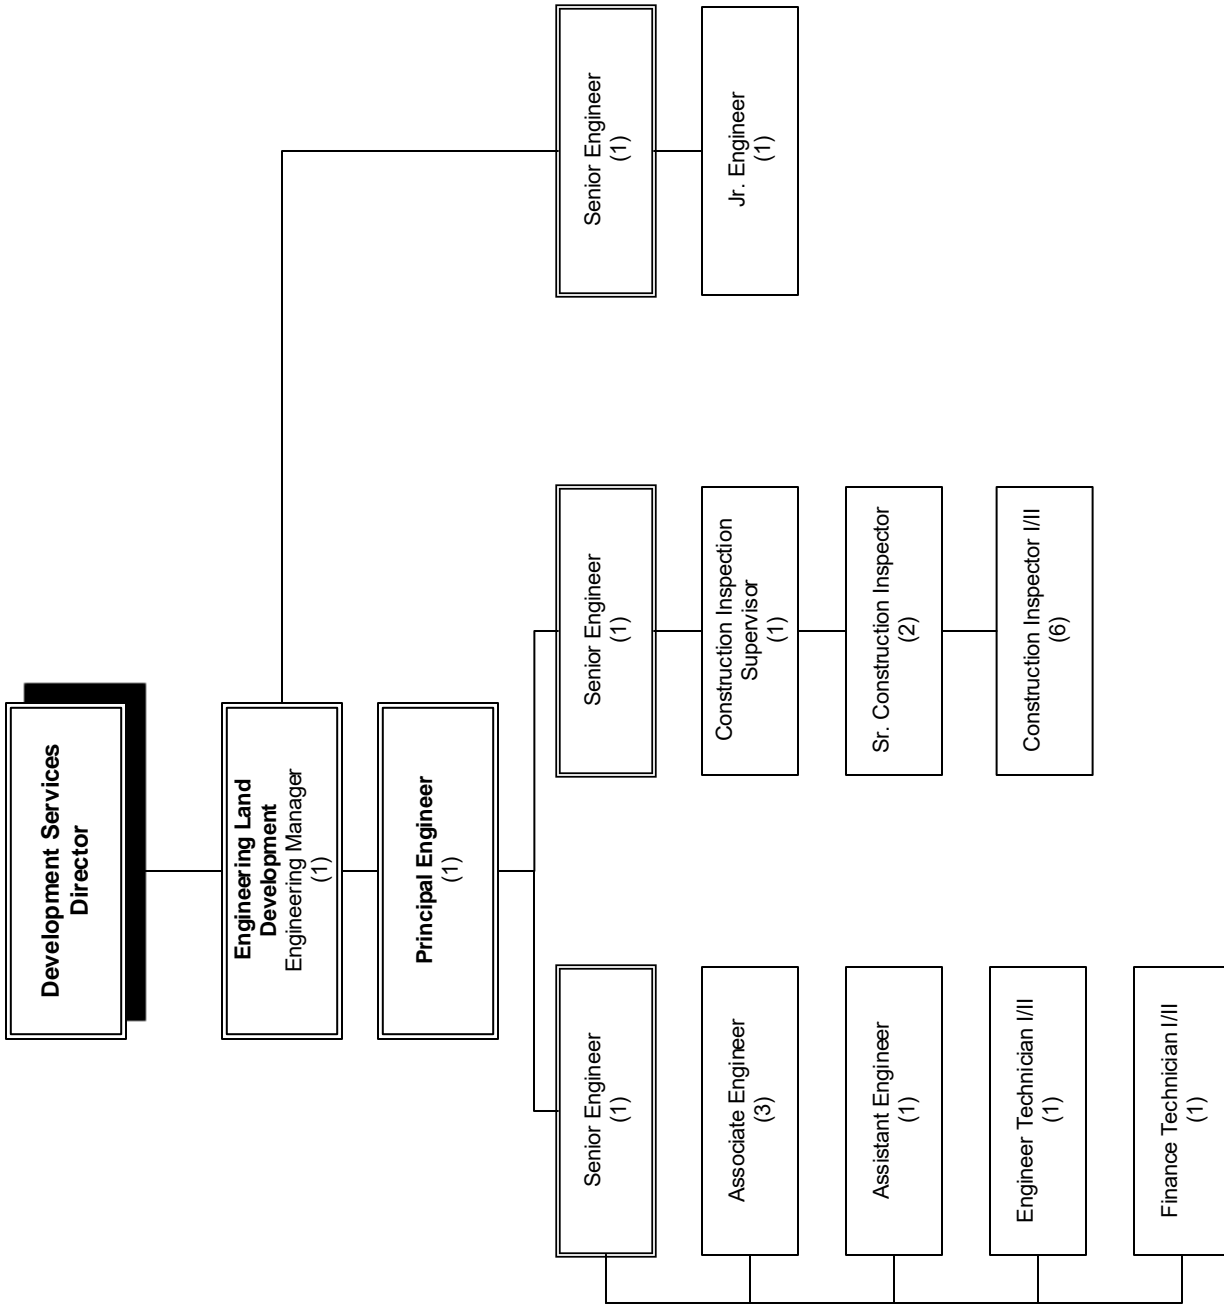 Development Services
Director
Engineering Land
Development
Engineering Manager
(1)
Principal Engineer
(1)
Senior Engineer
(1)
Associate Engineer
(3)
Assistant Engineer
(1)
Engineer Technician I/II
(1)
Finance Technician I/II
(1)
Senior Engineer
(1)
Construction Inspection
Supervisor
(1)
Sr. Construction Inspector
(2)
Construction Inspector I/II
(6)
Senior Engineer
(1)
Jr. Engineer
(1)